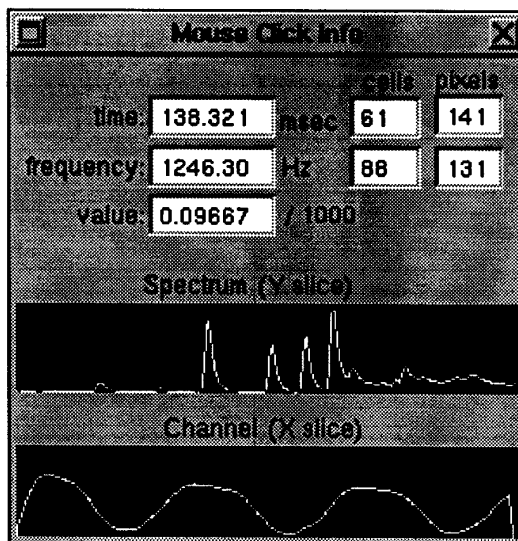 Mouse Click Info
cells pixels
time: 138.321 msec 61 141
frequency: 1246.30 Hz 88 131
value: 0.09667 / 1000
Spectrum (Y slice)
Channel (X slice)